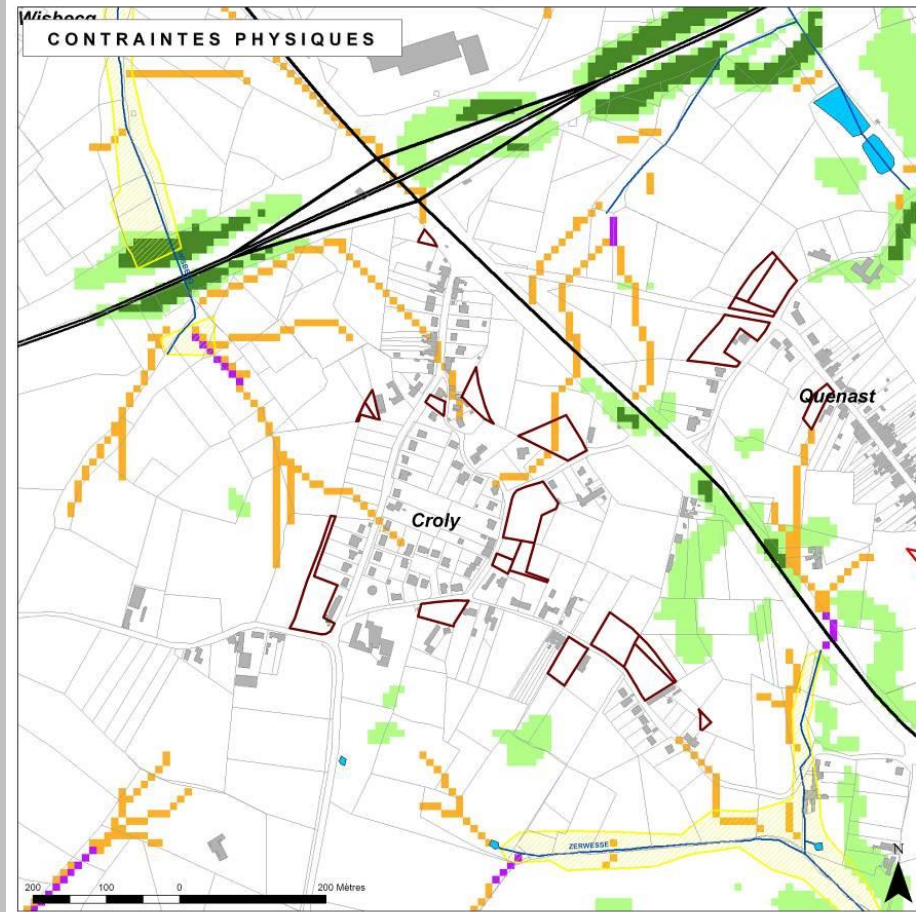 Wisbecq
CONTRAINTES PHYSIQUES
Quenast
Croly
ZERWESSE
N
200 100 0 200 Mètres